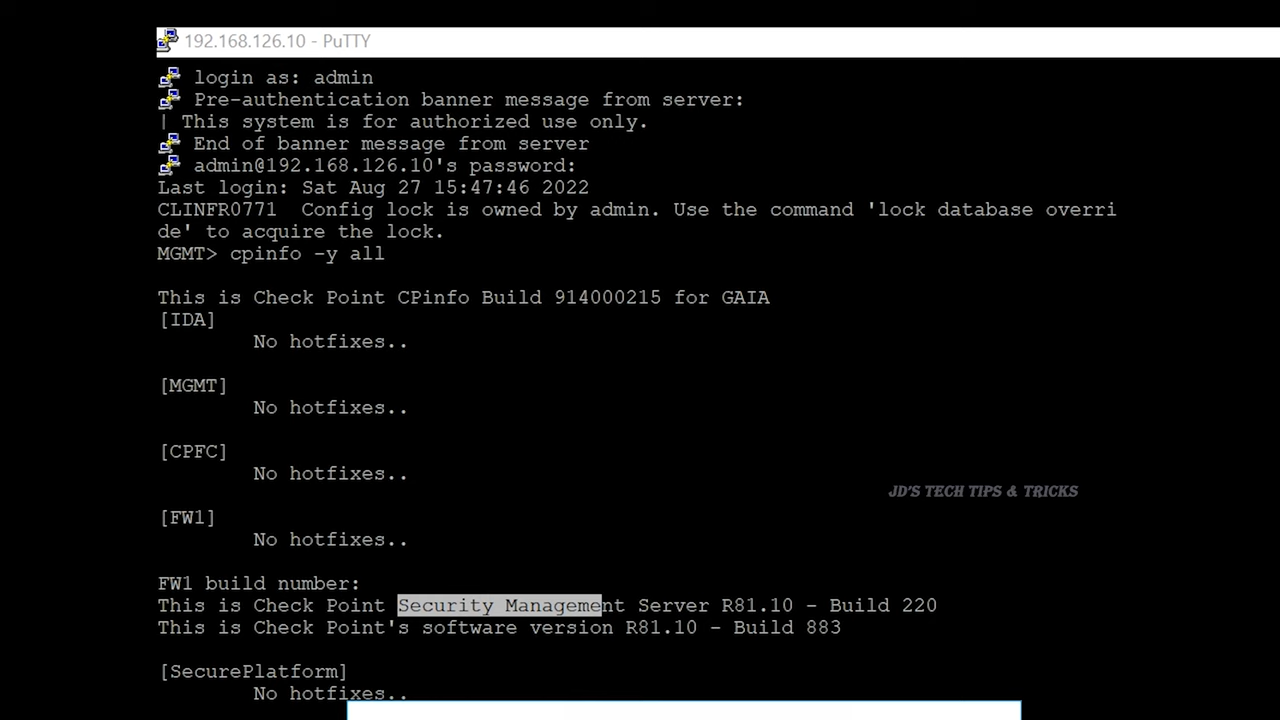 192.168.126.10 - PuTTY
login as: admin
Pre-authentication banner message from server:
| This system is for authorized use only.
End of banner message from server
admin@192.168.126.10's password:
Last login: Sat Aug 27 15:47:46 2022
CLINFR0771  Config lock is owned by admin. Use the command 'lock database overri
de' to acquire the lock.
MGMT> cpinfo -y all
This is Check Point CPinfo Build 914000215 for GAIA
[IDA]
No hotfixes..
[MGMT]
No hotfixes..
[CPFC]
No hotfixes..
JD'S TECH TIPS & TRICKS
[FW1]
No hotfixes..
FW1 build number:
This is Check Point Security Management Server R81.10 - Build 220
This is Check Point's software version R81.10 - Build 883
[SecurePlatform]
No hotfixes..